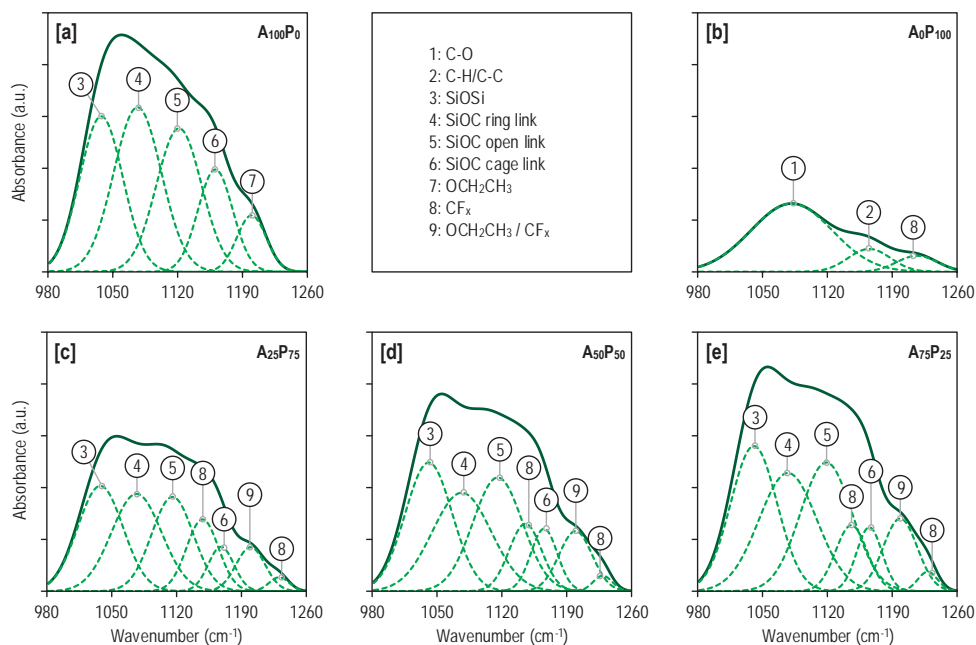 [a] A₁₀₀P₀
3 4 5 6 7
Absorbance (a.u.)
980 1050 1120 1190 1260
1: C-O
2: C-H/C-C
3: SiOSi
4: SiOC ring link
5: SiOC open link
6: SiOC cage link
7: OCH₂CH₃
8: CFₓ
9: OCH₂CH₃ / CFₓ
[b] A₀P₁₀₀
1 2 8
980 1050 1120 1190 1260
[c] A₂₅P₇₅
3 4 5 8 6 9 8
Absorbance (a.u.)
980 1050 1120 1190 1260
Wavenumber (cm⁻¹)
[d] A₅₀P₅₀
3 4 5 8 6 9 8
980 1050 1120 1190 1260
Wavenumber (cm⁻¹)
[e] A₇₅P₂₅
3 4 5 8 6 9 8
980 1050 1120 1190 1260
Wavenumber (cm⁻¹)